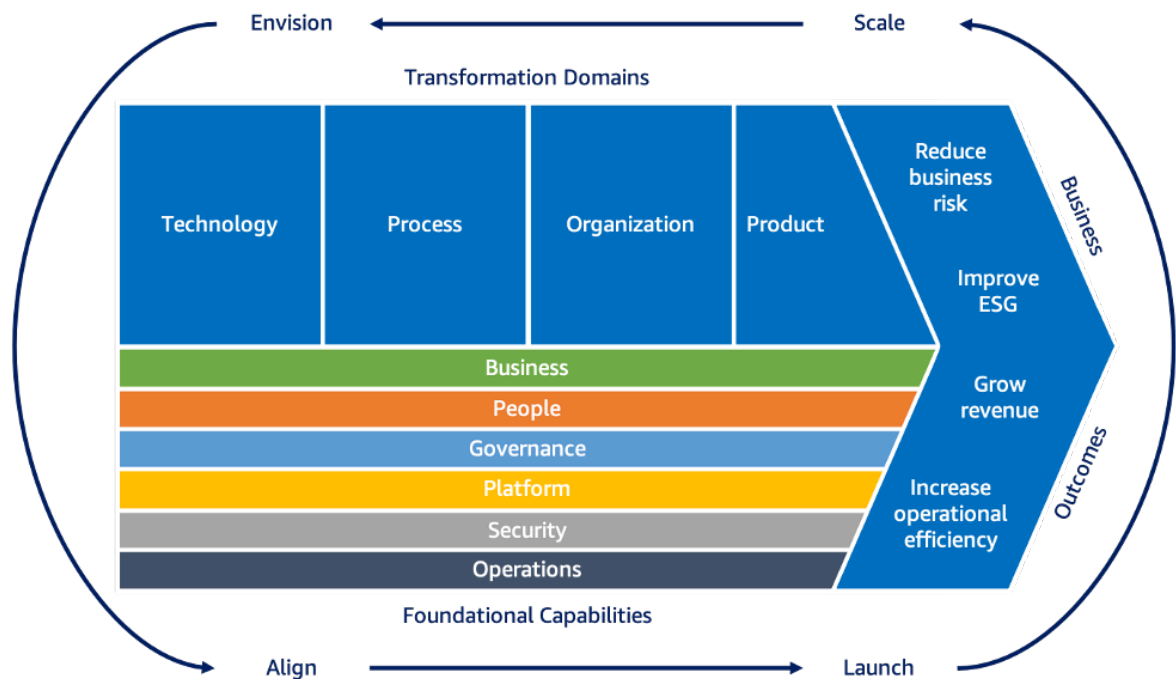 Envision
Scale
Transformation Domains
Technology
Process
Organization
Product
Reduce
business
risk
Improve
ESG
Grow
revenue
Increase
operational
efficiency
Business
Outcomes
Business
People
Governance
Platform
Security
Operations
Foundational Capabilities
Align
Launch